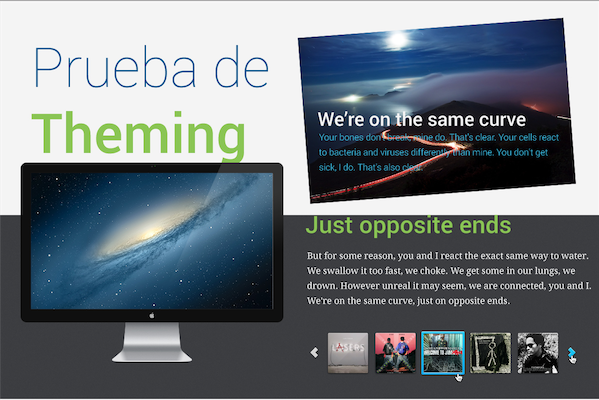 Prueba de
Theming
We're on the same curve
Your bones don't break, mine do. That's clear. Your cells react
to bacteria and viruses differently than mine. You don't get
sick, I do. That's also clear.
Just opposite ends
But for some reason, you and I react the exact same way to water.
We swallow it too fast, we choke. We get some in our lungs, we
drown. However unreal it may seem, we are connected, you and I.
We're on the same curve, just on opposite ends.
LASERS